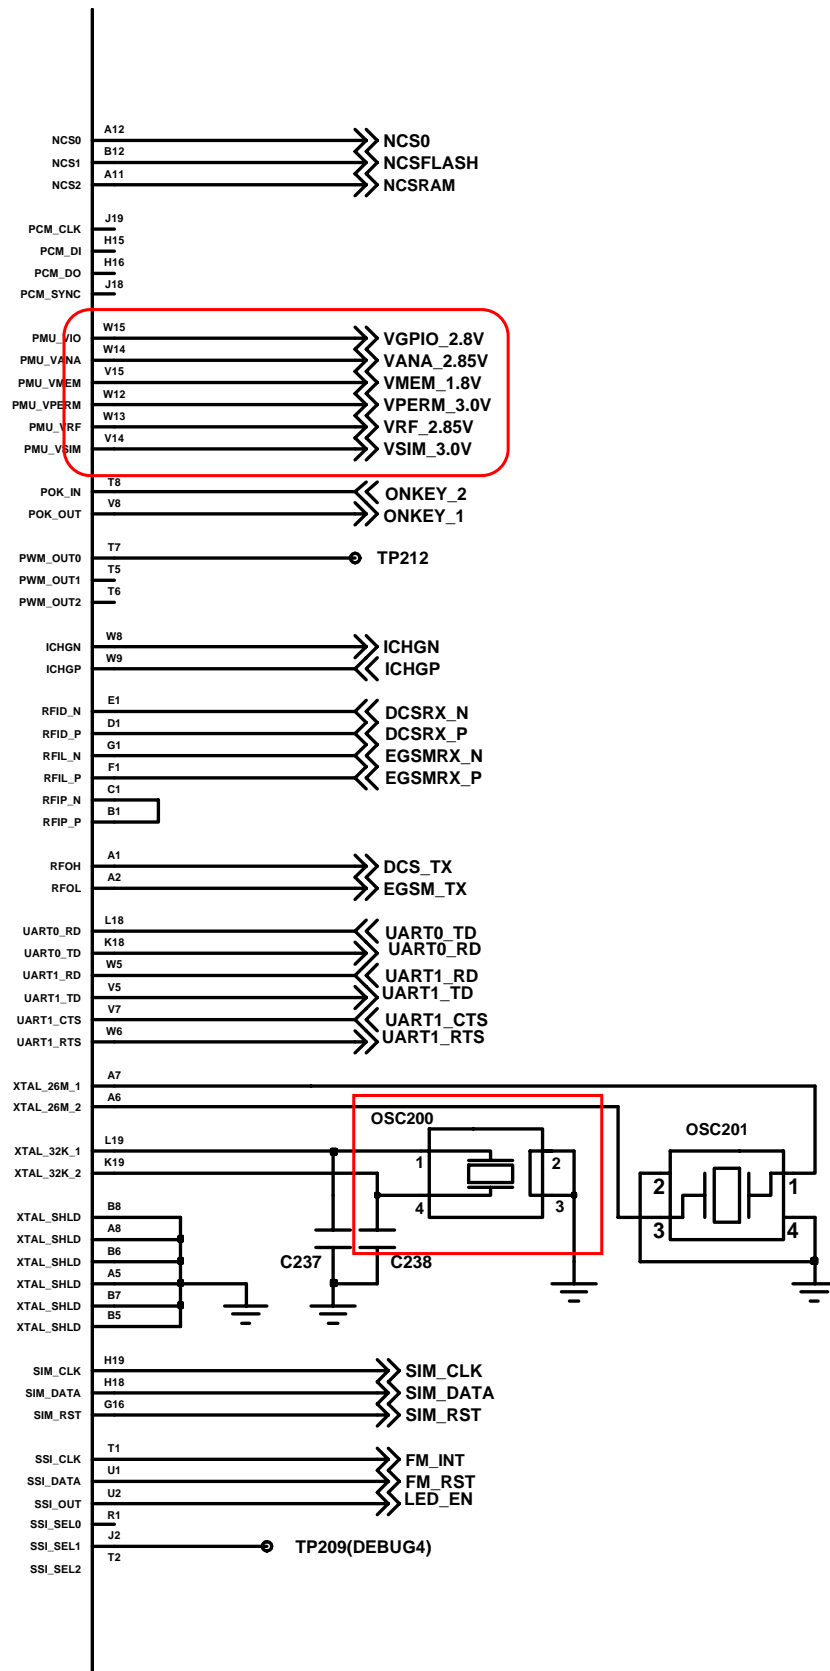 NCS0 A12 NCS0
NCS1 B12 NCSFLASH
NCS2 A11 NCSRAM
PCM_CLK J19
PCM_DI H15
PCM_DO H16
PCM_SYNC J18
PMU_VIO W15 VGPIO_2.8V
PMU_VANA W14 VANA_2.85V
PMU_VMEM V15 VMEM_1.8V
PMU_VPERM W12 VPERM_3.0V
PMU_VRF W13 VRF_2.85V
PMU_VSIM V14 VSIM_3.0V
POK_IN T8 ONKEY_2
POK_OUT V8 ONKEY_1
PWM_OUT0 T7 TP212
PWM_OUT1 T5
PWM_OUT2 T6
ICHGN W8 ICHGN
ICHGP W9 ICHGP
RFID_N E1 DCSRX_N
RFID_P D1 DCSRX_P
RFIL_N G1 EGSMRX_N
RFIL_P F1 EGSMRX_P
RFIP_N C1
RFIP_P B1
RFOH A1 DCS_TX
RFOL A2 EGSM_TX
UART0_RD L18 UART0_TD
UART0_TD K18 UART0_RD
UART1_RD W5 UART1_RD
UART1_TD V5 UART1_TD
UART1_CTS V7 UART1_CTS
UART1_RTS W6 UART1_RTS
XTAL_26M_1 A7
XTAL_26M_2 A6
OSC200 OSC201
XTAL_32K_1 L19 1 2
XTAL_32K_2 K19 2 1
4 3
3 4
XTAL_SHLD B8
XTAL_SHLD A8
XTAL_SHLD B6 C237 C238
XTAL_SHLD A5
XTAL_SHLD B7
XTAL_SHLD B5
SIM_CLK H19 SIM_CLK
SIM_DATA H18 SIM_DATA
SIM_RST G16 SIM_RST
SSI_CLK T1 FM_INT
SSI_DATA U1 FM_RST
SSI_OUT U2 LED_EN
SSI_SEL0 R1
SSI_SEL1 J2 TP209(DEBUG4)
SSI_SEL2 T2